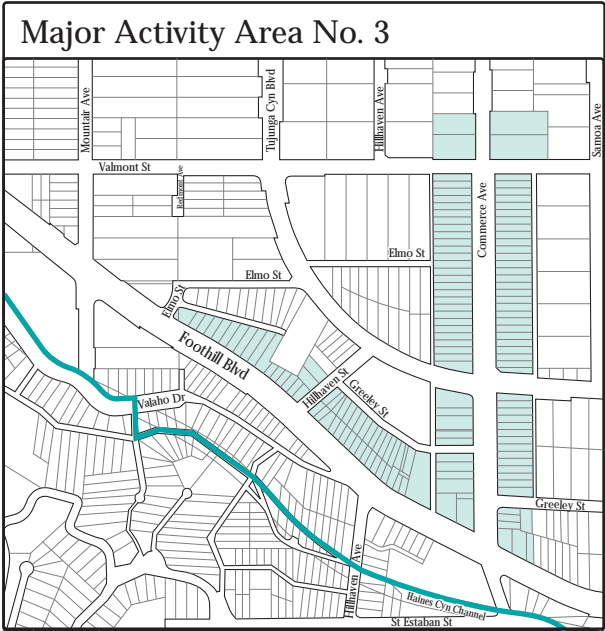 Major Activity Area No. 3
Mountair Ave
Tujunga Cyn Blvd
Hillhaven Ave
Samoa Ave
Valmont St
Redmont Ave
Commerce Ave
Elmo St
Elmo St
Elmo St
Foothill Blvd
Hillhaven St
Greeley St
Valaho Dr
Greeley St
Hillhaven Ave
Haines Cyn Channel
St Estaban St